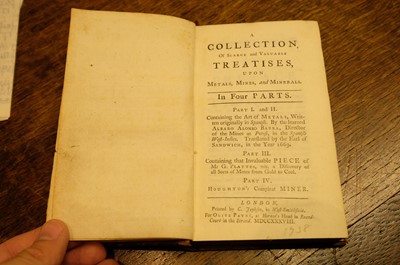 A
COLLECTION,
Of SCARCE and VALUABLE
TREATISES,
UPON
METALS, MINES, and MINERALS.
In Four PARTS.
PART I. and II.
Containing the Art of METALS, Writ-
ten originally in Spanish. By the learned
ALBARO ALONSO BARBA, Director
of the Mines at Potosi, in the Spanish
West-Indies. Translated by the Earl of
SANDWICH, in the Year 1669.
PART III.
Containing that Invaluable PIECE of
Mr G. PLATTES, viz, a Discovery of
all Sorts of Mines from Gold to Coal.
PART IV.
HOUGHTON's Compleat MINER.
LONDON,
Printed by C. Jephson, in West-Smithfield,
For OLIVE PAYNE, at Horace's Head in Round-
Court in the Strand. MDCCXXXVIII.
1738